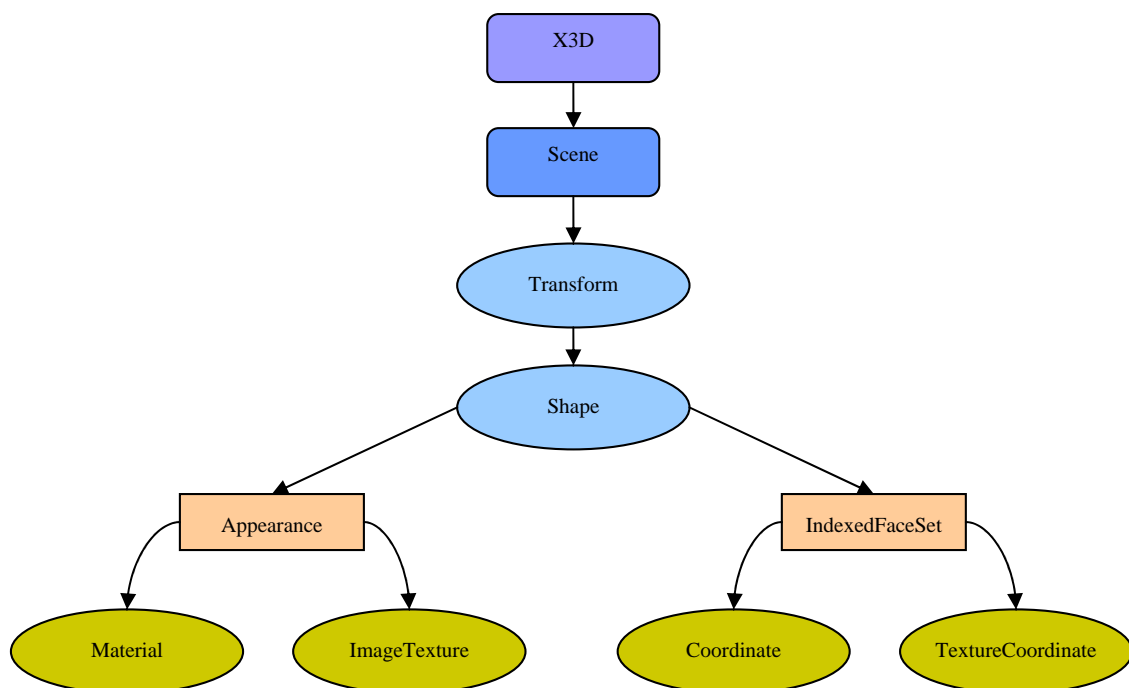 X3D
Scene
Transform
Shape
Appearance
IndexedFaceSet
Material
ImageTexture
Coordinate
TextureCoordinate